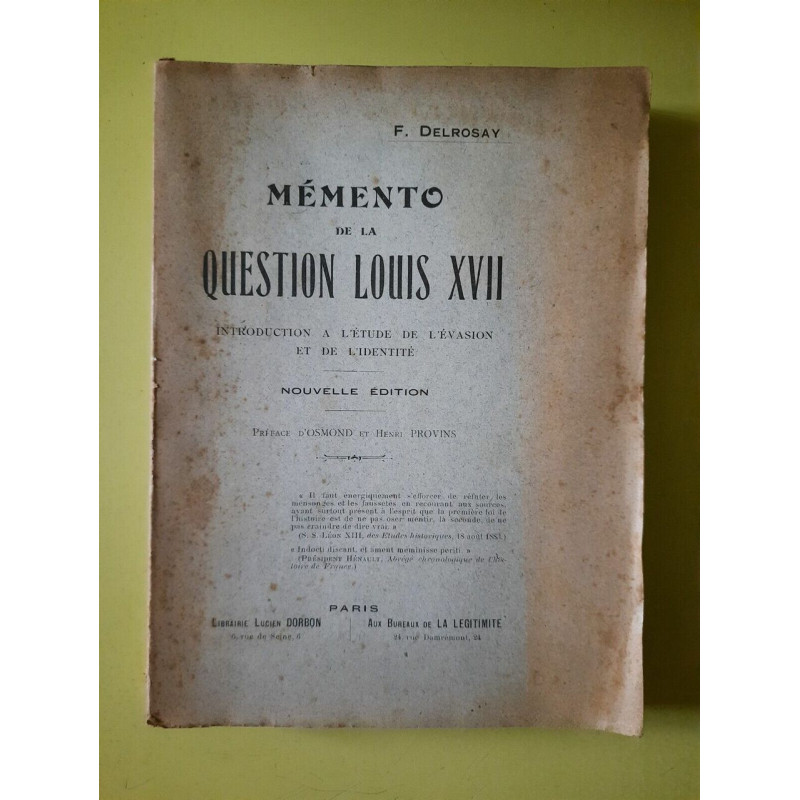 F. DELROSAY
MÉMENTO
DE LA
QUESTION LOUIS XVII
INTRODUCTION A L'ÉTUDE DE L'ÉVASION
ET DE L'IDENTITÉ
NOUVELLE ÉDITION
PRÉFACE D'OSMOND ET HENRI PROVINS
« Il faut énergiquement s'efforcer de réfuter les
mensonges et les faussetés en recourant aux sources,
ayant surtout présent à l'esprit que la première loi de
l'histoire est de ne pas oser mentir, la seconde, de ne
pas craindre de dire vrai. »
(S. S. LÉON XIII, des Etudes historiques, 18 août 1883.)
« Indocti discant, et ament meminisse periti. »
(PRÉSIDENT HÉNAULT, Abrégé chronologique de l'his-
toire de France.)
PARIS
LIBRAIRIE LUCIEN DORBON
6, rue de Seine, 6
AUX BUREAUX DE LA LÉGITIMITÉ
24, rue Damrémont, 24